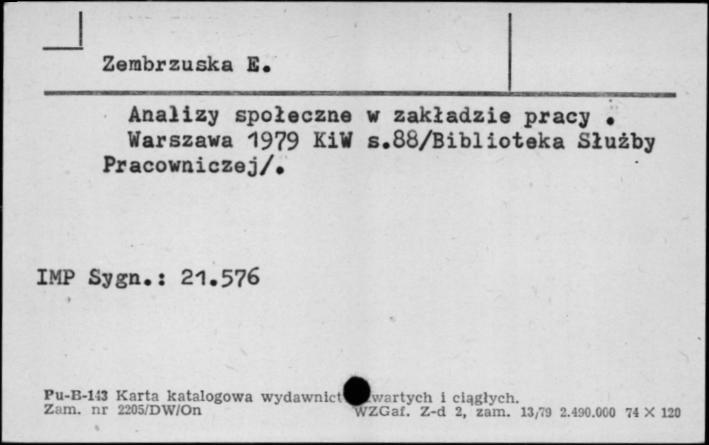 Zembrzuska E.
Analizy społeczne w zakładzie pracy .
Warszawa 1979 KiW s.88/Biblioteka Służby
Pracowniczej/.
IMP Sygn.: 21.576
Pu-B-143 Karta katalogowa wydawnict wartych i ciągłych.
Zam. nr 2205/DW/On WZGaf. Z-d 2, zam. 13/79 2.490.000 74 X 120